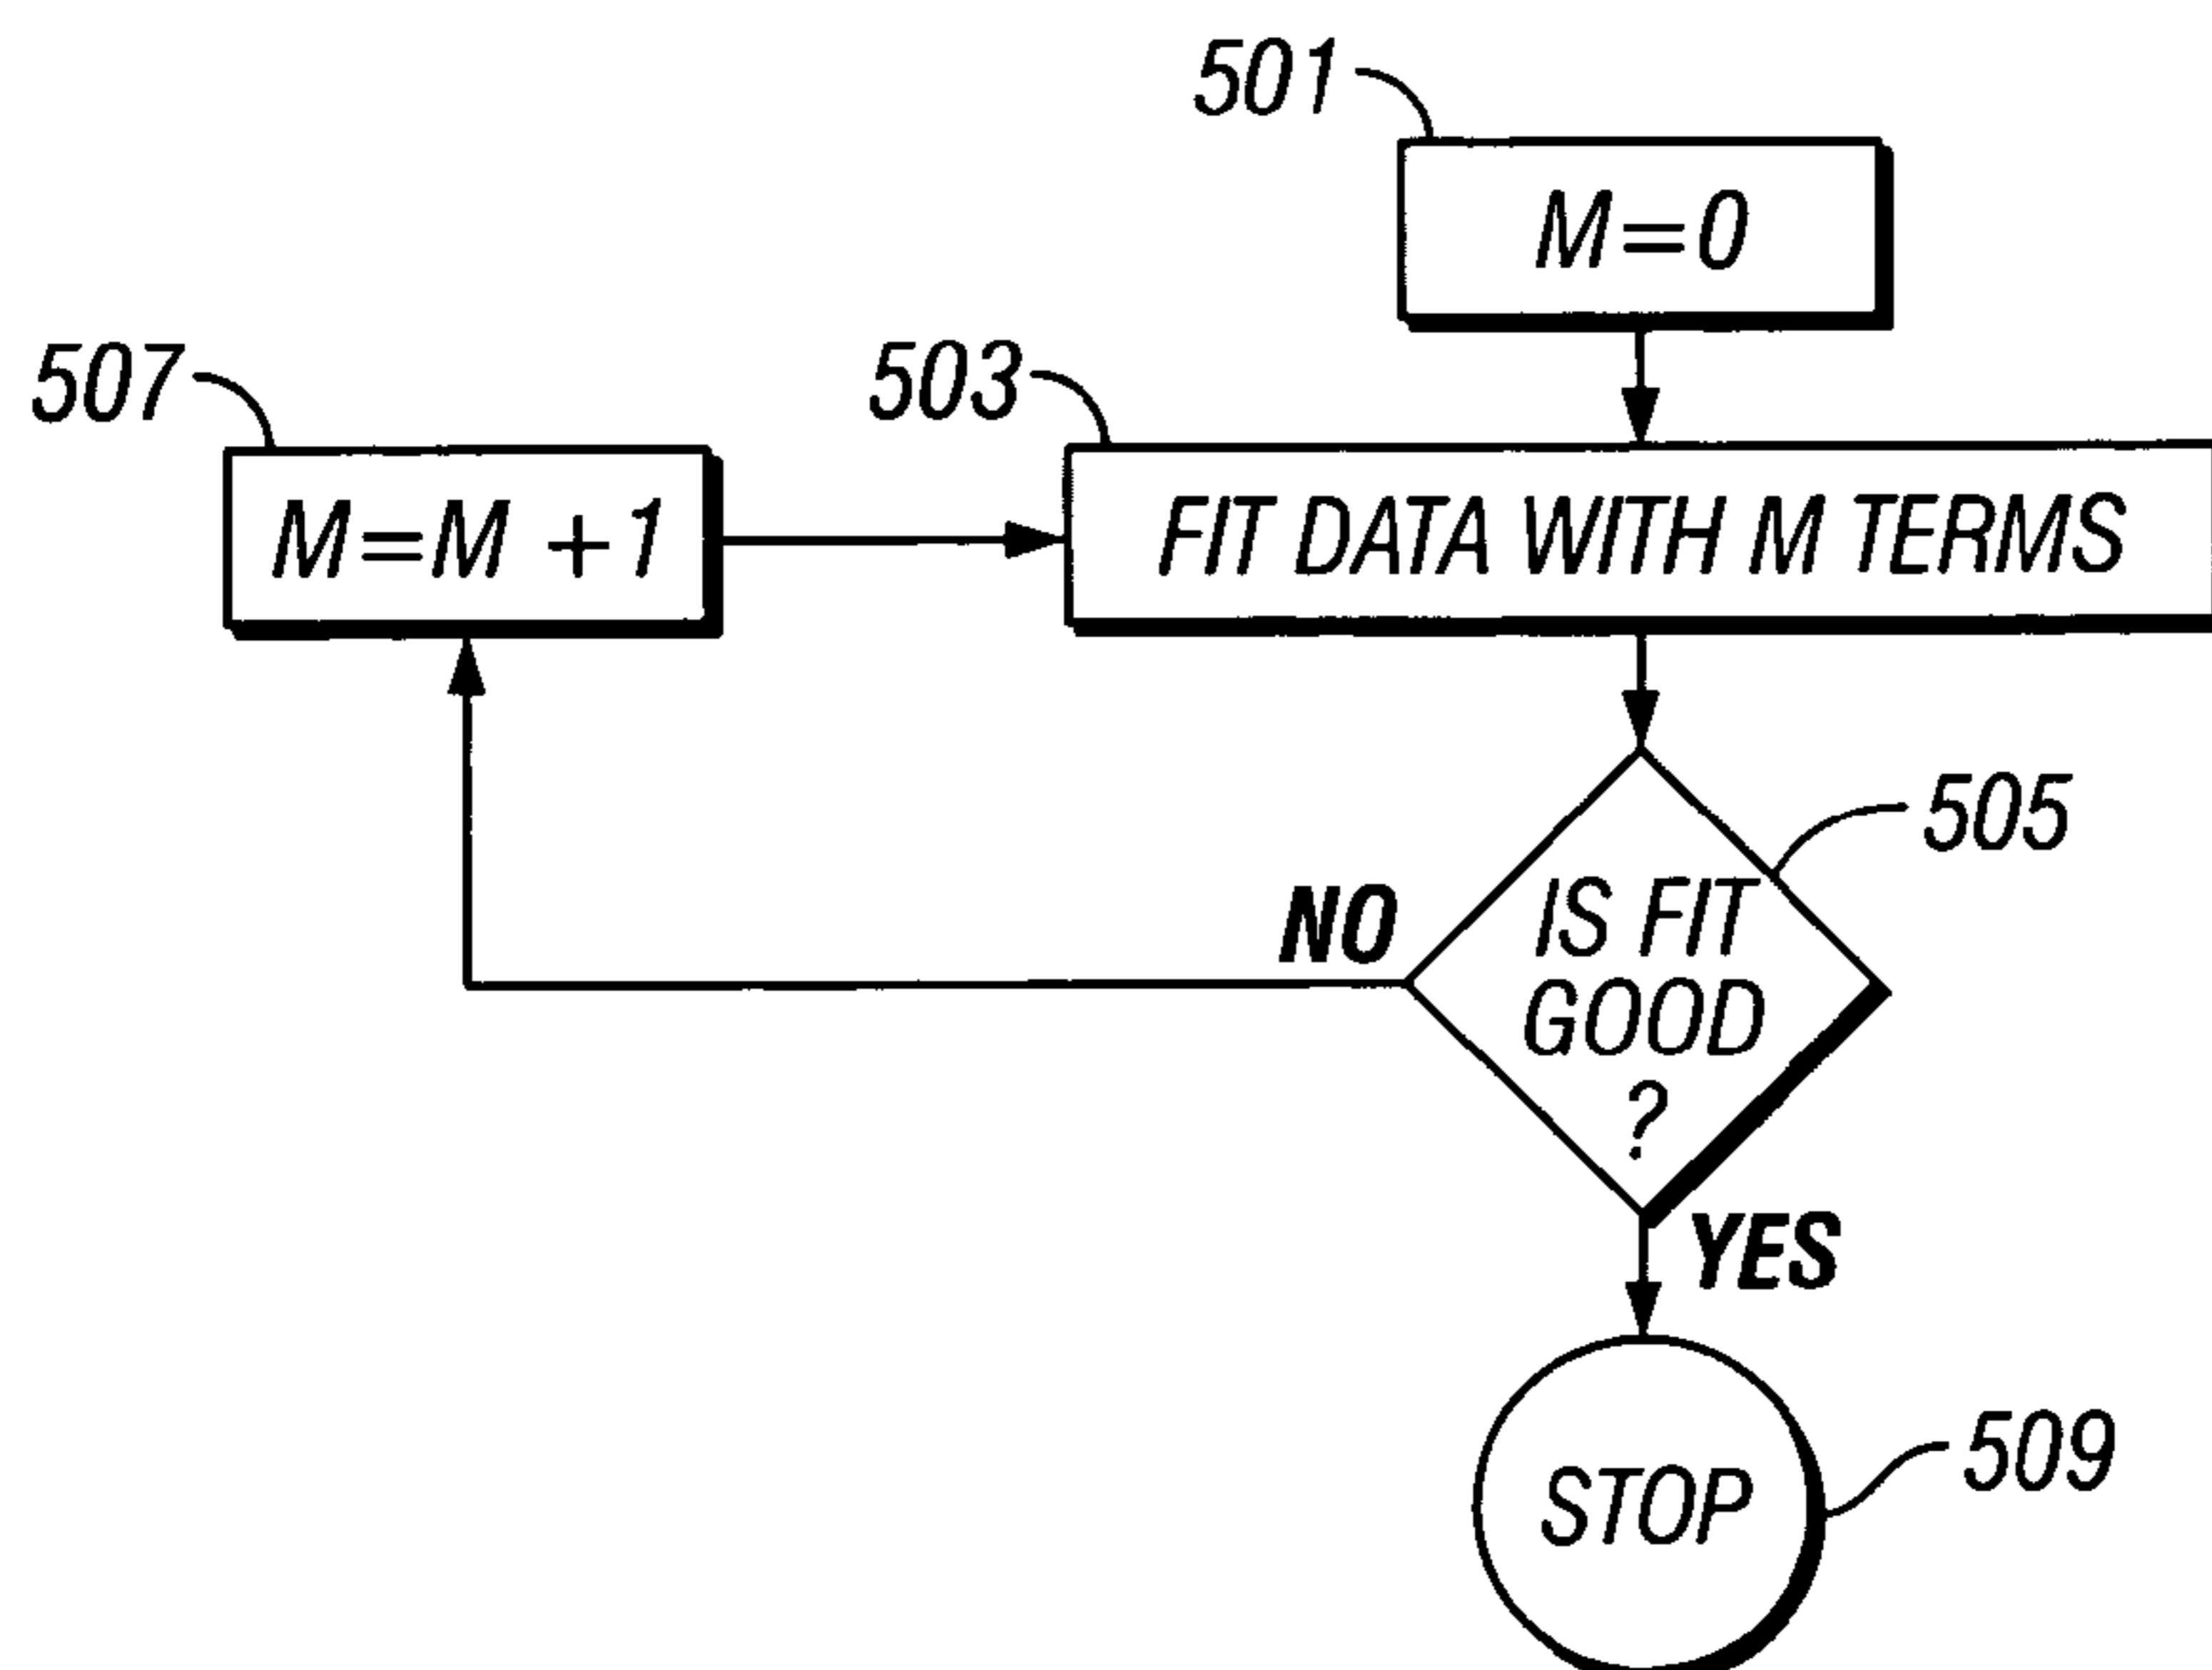 501
M=0
507
503
M=M + 1
FIT DATA WITH M TERMS
505
NO
IS FIT
GOOD
?
YES
509
STOP